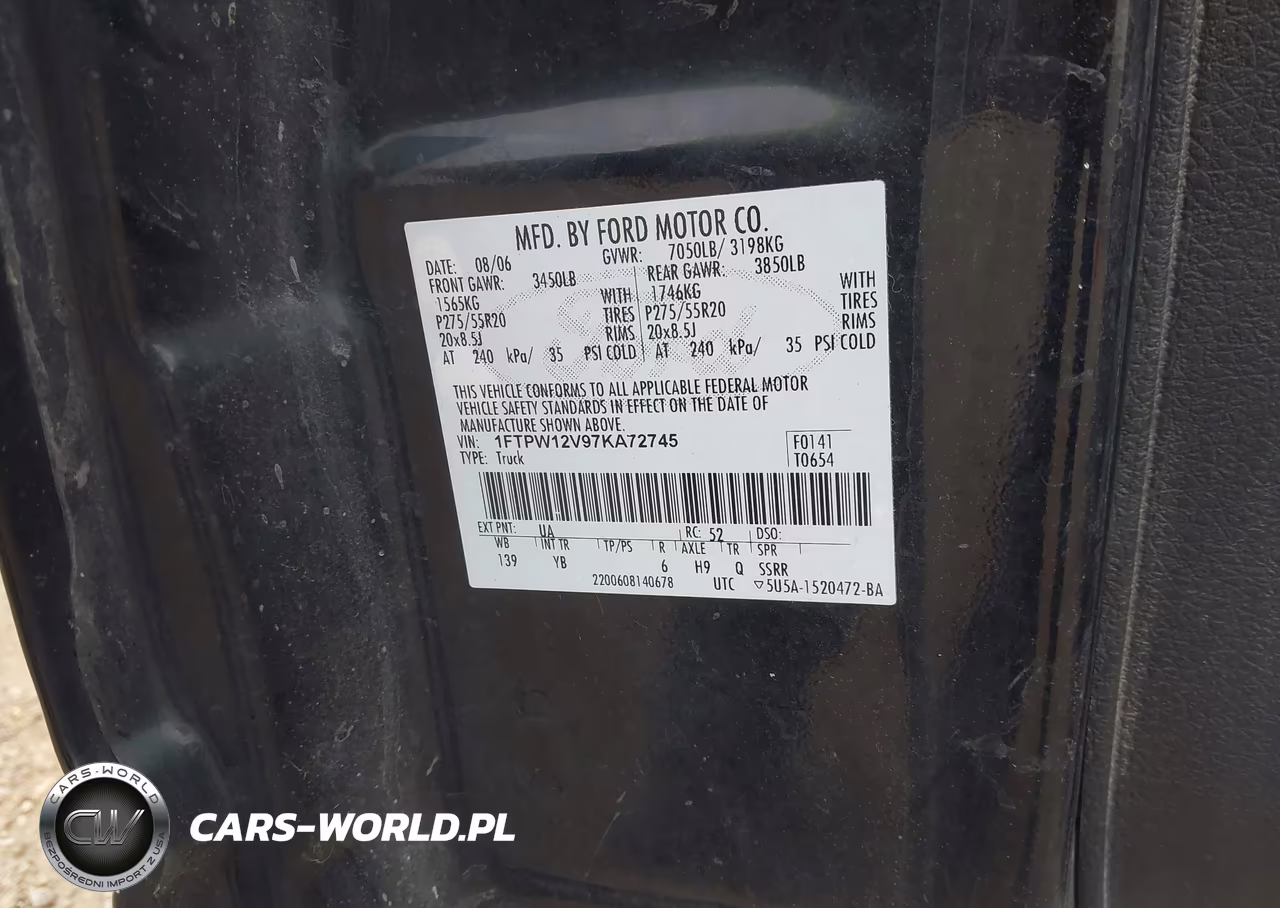 MFD. BY FORD MOTOR CO.
DATE: 08/06 GVWR: 7050LB/ 3198KG
FRONT GAWR: 3450LB REAR GAWR: 3850LB
1565KG WITH 1746KG WITH
P275/55R20 TIRES P275/55R20 TIRES
20x8.5J RIMS 20x8.5J RIMS
AT 240 kPa/ 35 PSI COLD AT 240 kPa/ 35 PSI COLD
THIS VEHICLE CONFORMS TO ALL APPLICABLE FEDERAL MOTOR
VEHICLE SAFETY STANDARDS IN EFFECT ON THE DATE OF
MANUFACTURE SHOWN ABOVE.
VIN: 1FTPW12V97KA72745 F0141
TYPE: Truck T0654
EXT PNT: UA RC: 52 DSO:
WB INT TR TP/PS R AXLE TR SPR
139 YB 6 H9 Q SSRR
2200608140678 UTC ▽5U5A-1520472-BA
CARS-WORLD
CW
BEZPOŚREDNI IMPORT Z USA
CARS-WORLD.PL